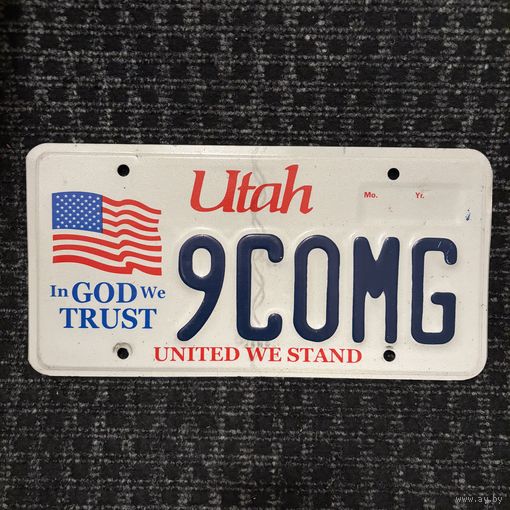 Utah
Mo. Yr.
In GOD We
TRUST
9COMG
UNITED WE STAND
www.ay.by